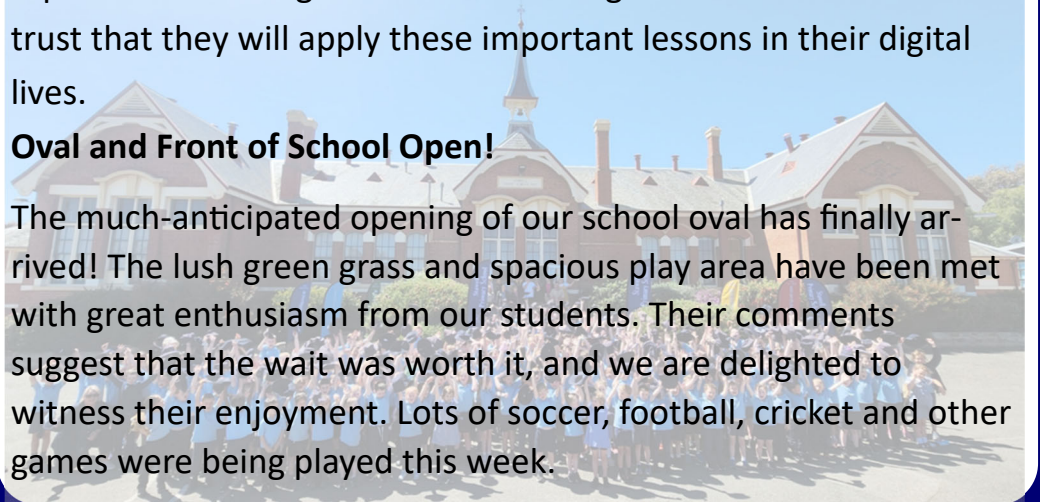 trust that they will apply these important lessons in their digital
lives.
Oval and Front of School Open!
The much-anticipated opening of our school oval has finally ar-
rived! The lush green grass and spacious play area have been met
with great enthusiasm from our students. Their comments
suggest that the wait was worth it, and we are delighted to
witness their enjoyment. Lots of soccer, football, cricket and other
games were being played this week.